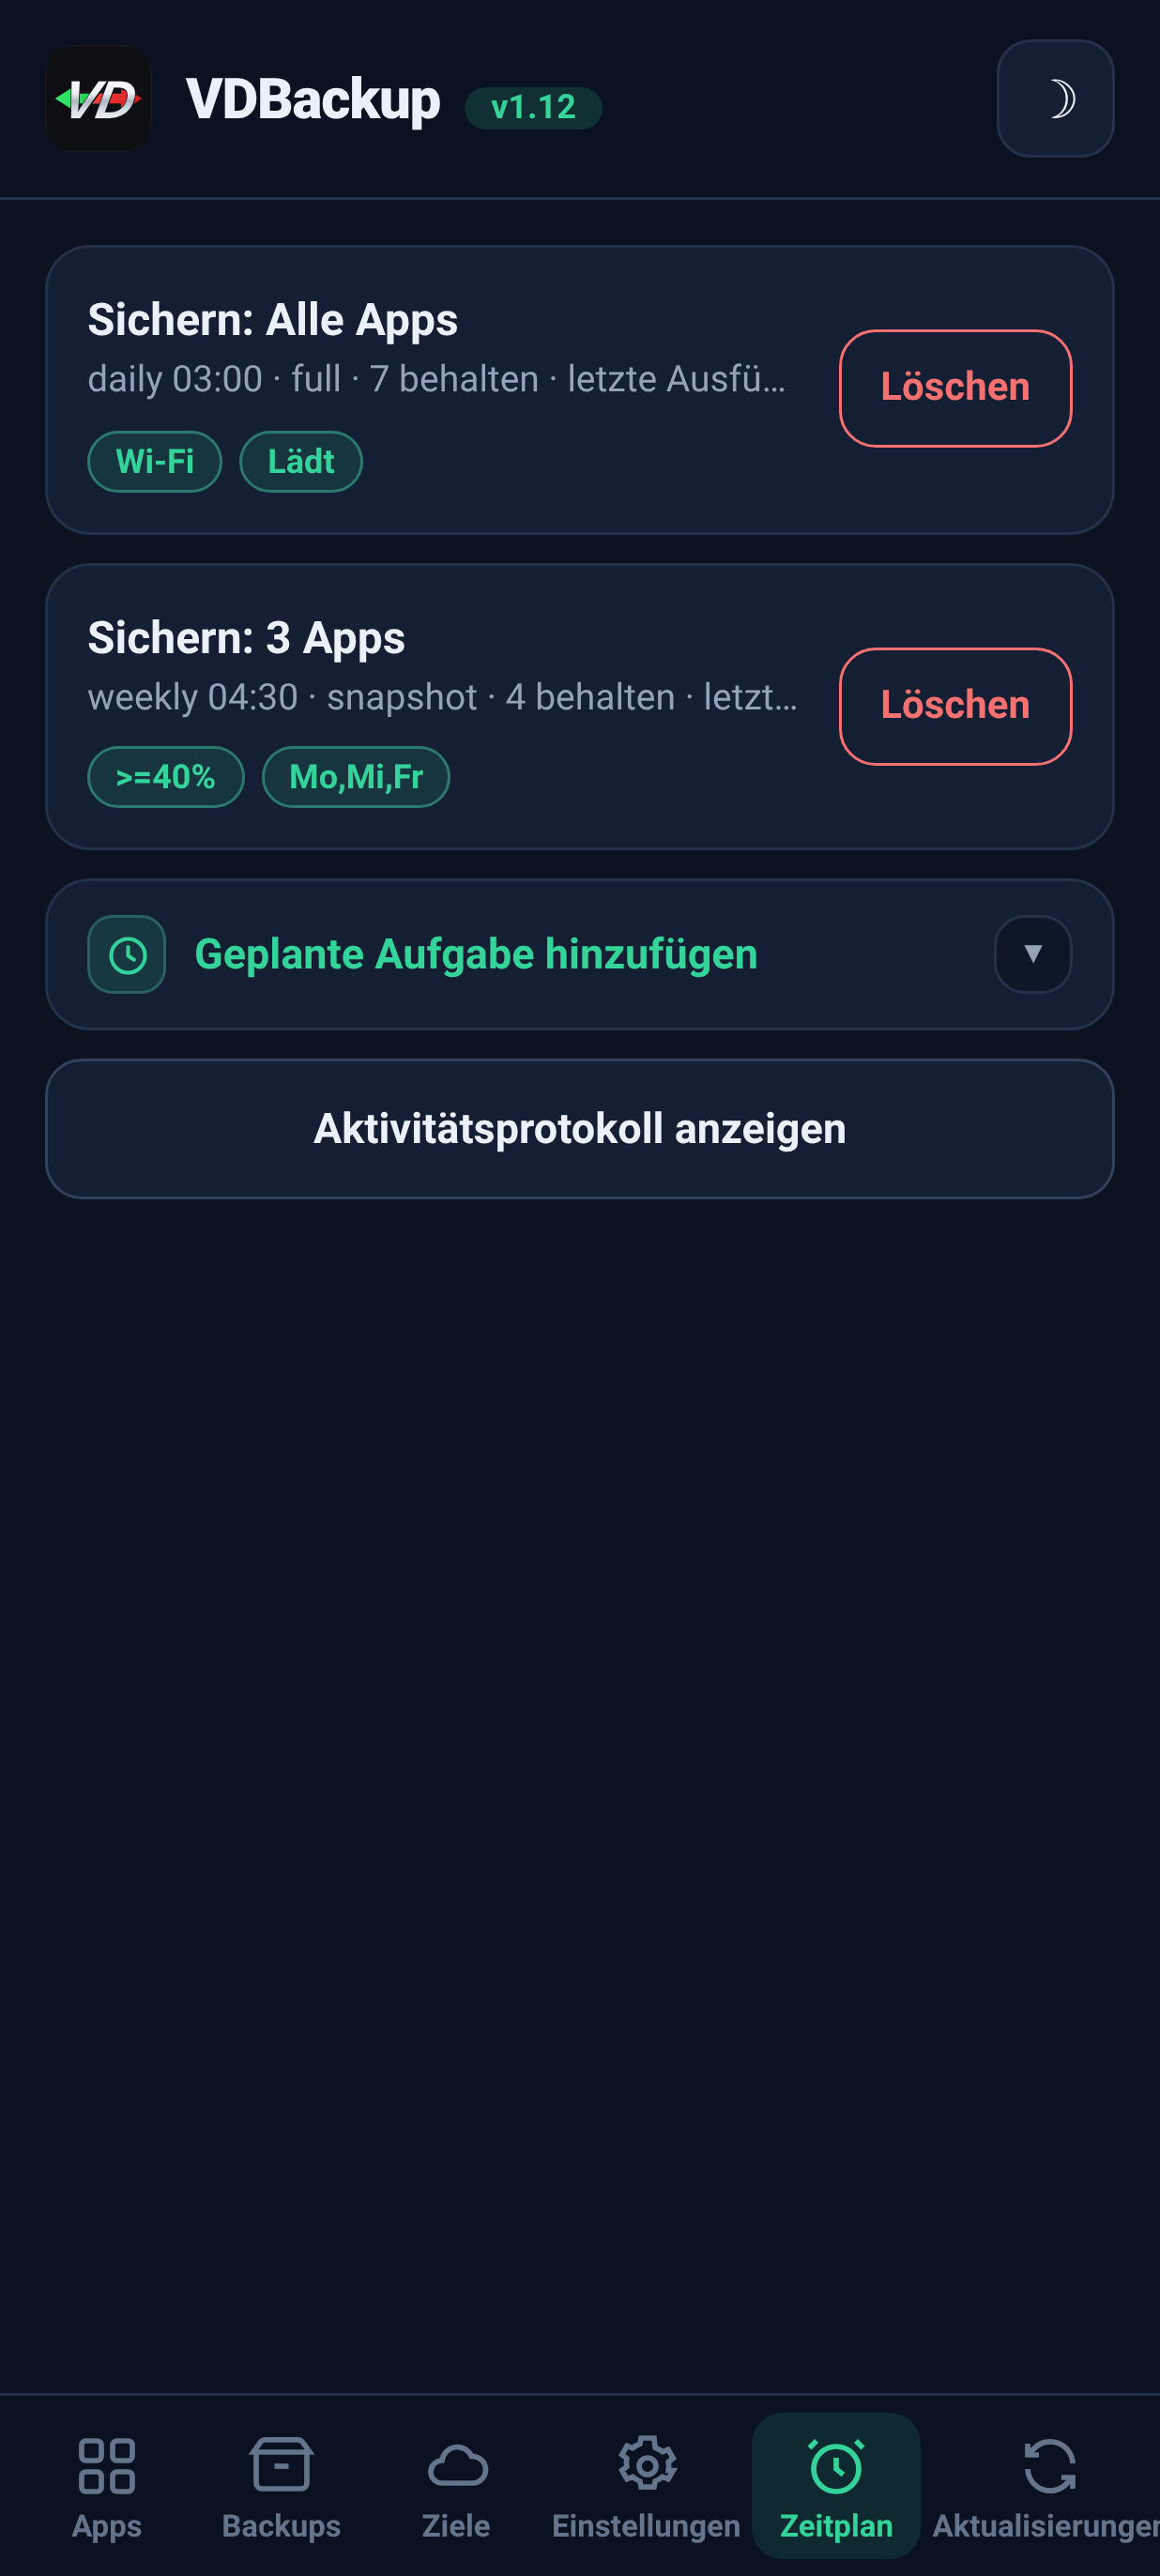 VD
VDBackup v1.12
Sichern: Alle Apps
daily 03:00 · full · 7 behalten · letzte Ausfü...
Löschen
Wi-Fi Lädt
Sichern: 3 Apps
weekly 04:30 · snapshot · 4 behalten · letzt...
Löschen
>=40% Mo,Mi,Fr
Geplante Aufgabe hinzufügen
Aktivitätsprotokoll anzeigen
Apps Backups Ziele Einstellungen Zeitplan Aktualisierungen